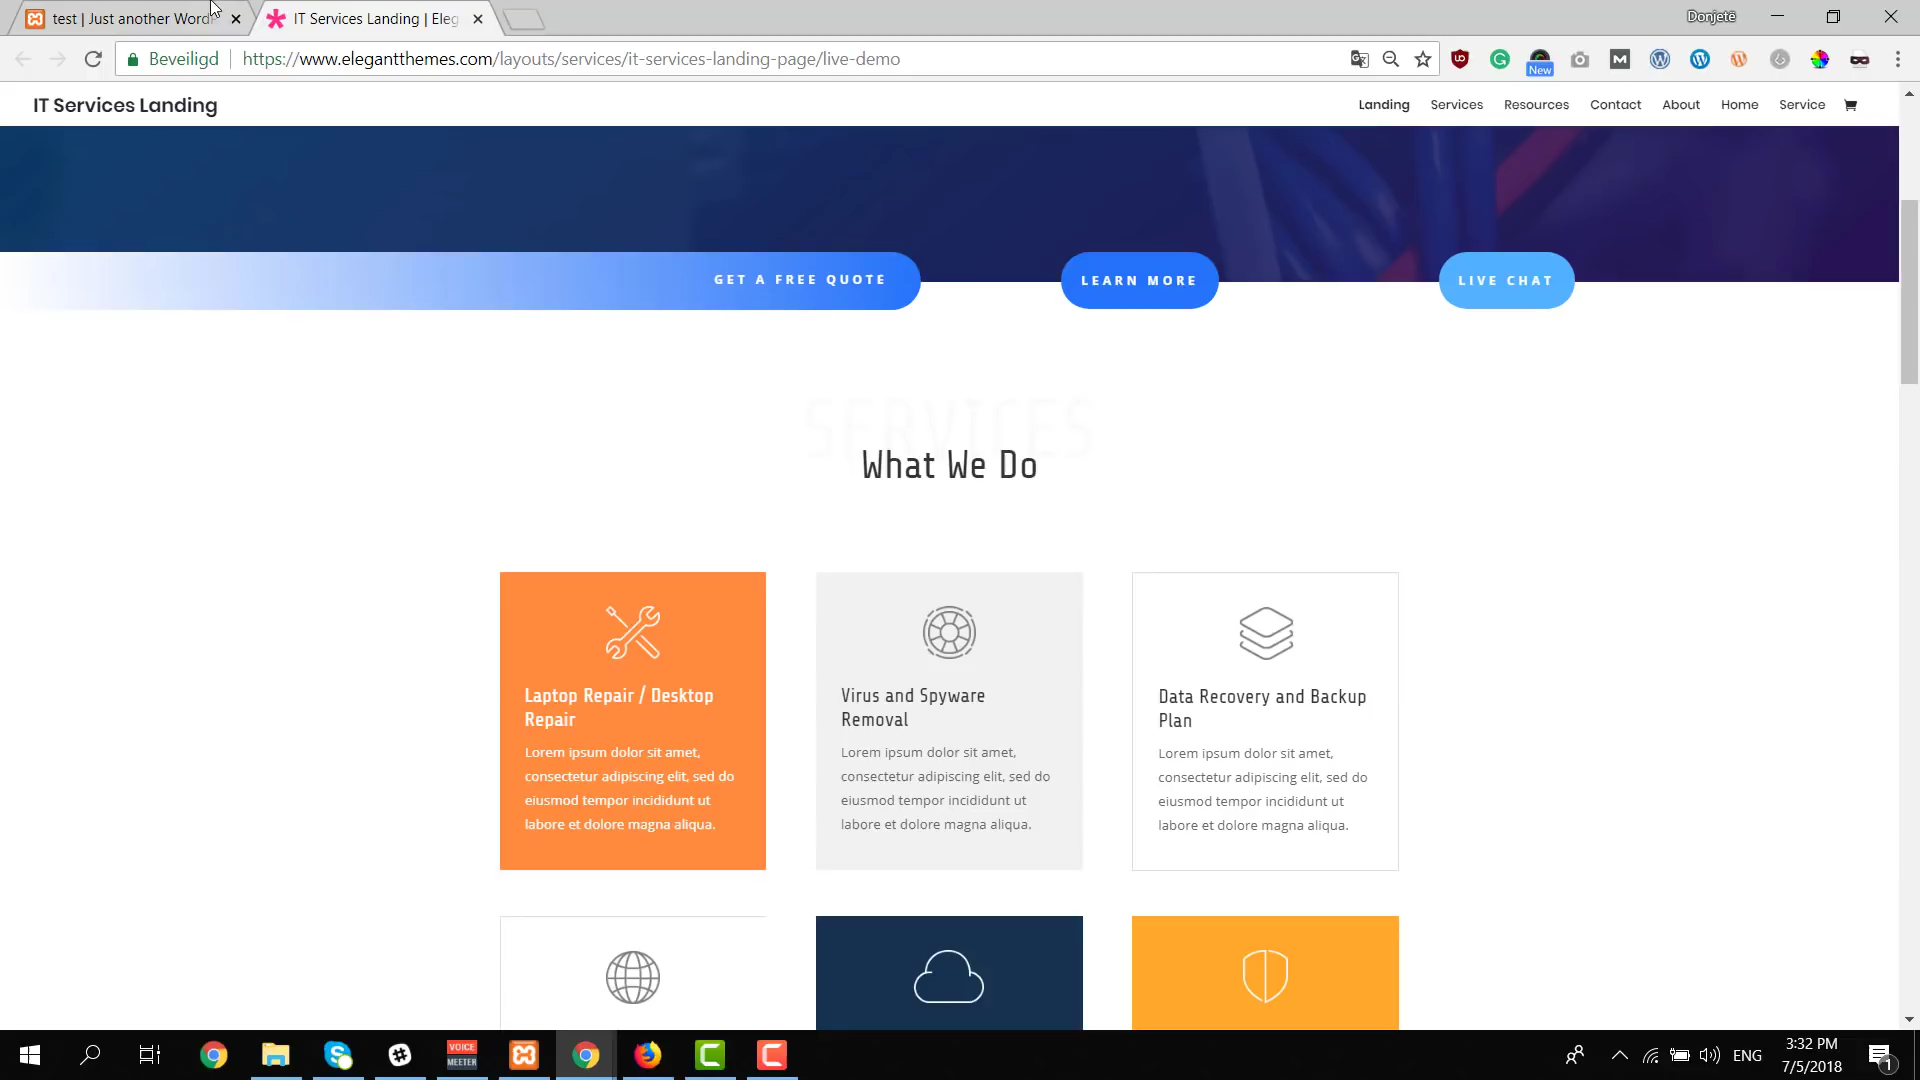 test | Just another Word
IT Services Landing | Eleg
Donjetë
Beveiligd
https://www.elegantthemes.com/layouts/services/it-services-landing-page/live-demo
New
IT Services Landing
Landing Services Resources Contact About Home Service
GET A FREE QUOTE
LEARN MORE
LIVE CHAT
SERVICES
What We Do
Laptop Repair / Desktop
Repair
Lorem ipsum dolor sit amet,
consectetur adipiscing elit, sed do
eiusmod tempor incididunt ut
labore et dolore magna aliqua.
Virus and Spyware
Removal
Lorem ipsum dolor sit amet,
consectetur adipiscing elit, sed do
eiusmod tempor incididunt ut
labore et dolore magna aliqua.
Data Recovery and Backup
Plan
Lorem ipsum dolor sit amet,
consectetur adipiscing elit, sed do
eiusmod tempor incididunt ut
labore et dolore magna aliqua.
VOICE
MEETER
ENG
3:32 PM
7/5/2018
1